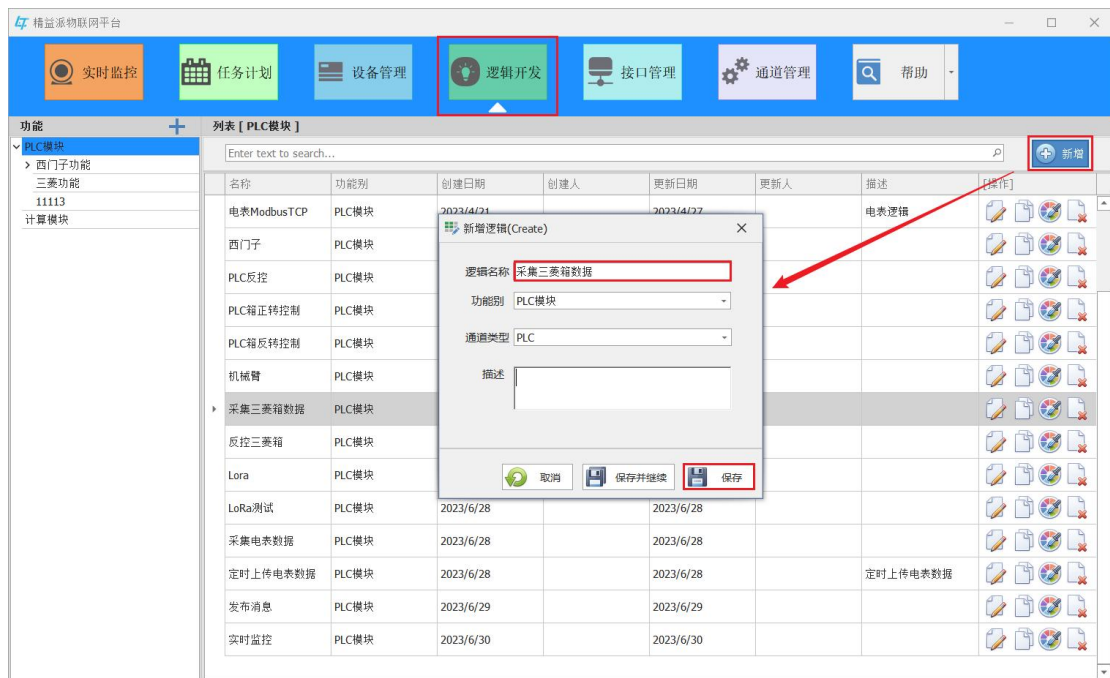 精益派物联网平台
实时监控 任务计划 设备管理 逻辑开发 接口管理 通道管理 帮助
功能 列表 [ PLC模块 ]
PLC模块
西门子功能
三菱功能
11113
计算模块
Enter text to search... 新增
名称 功能别 创建日期 创建人 更新日期 更新人 描述 [操作]
电表ModbusTCP PLC模块 2023/4/21 2023/4/27 电表逻辑
西门子 PLC模块
PLC反控 PLC模块
PLC箱正转控制 PLC模块
PLC箱反转控制 PLC模块
机械臂 PLC模块
采集三菱箱数据 PLC模块
反控三菱箱 PLC模块
Lora PLC模块
LoRa测试 PLC模块 2023/6/28 2023/6/28
采集电表数据 PLC模块 2023/6/28 2023/6/28
定时上传电表数据 PLC模块 2023/6/28 2023/6/28 定时上传电表数据
发布消息 PLC模块 2023/6/29 2023/6/29
实时监控 PLC模块 2023/6/30 2023/6/30
新增逻辑(Create)
逻辑名称 采集三菱箱数据
功能别 PLC模块
通道类型 PLC
描述
取消 保存并继续 保存